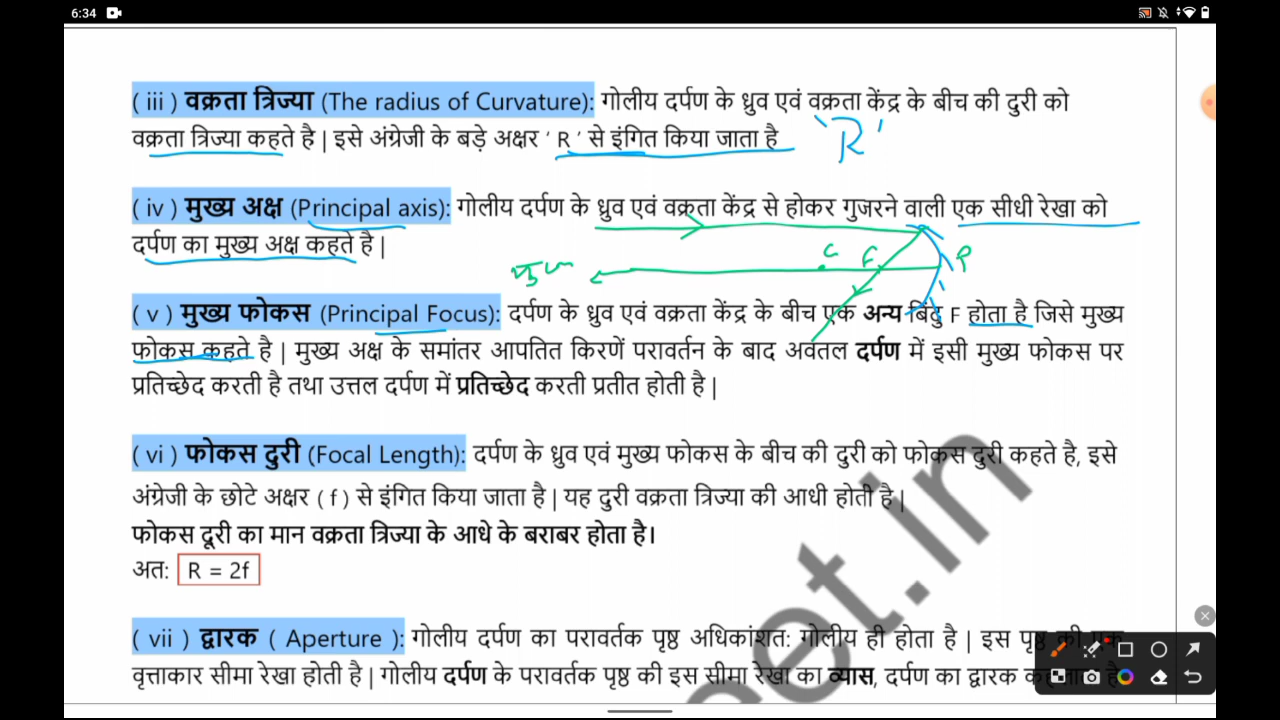 6:34
( iii ) वक्रता त्रिज्या (The radius of Curvature): गोलीय दर्पण के ध्रुव एवं वक्रता केंद्र के बीच की दुरी को
वक्रता त्रिज्या कहते है | इसे अंग्रेजी के बड़े अक्षर ‘ R ’ से इंगित किया जाता है 'R'
( iv ) मुख्य अक्ष (Principal axis): गोलीय दर्पण के ध्रुव एवं वक्रता केंद्र से होकर गुजरने वाली एक सीधी रेखा को
दर्पण का मुख्य अक्ष कहते है |
C F P
( v ) मुख्य फोकस (Principal Focus): दर्पण के ध्रुव एवं वक्रता केंद्र के बीच एक अन्य बिंदु F होता है जिसे मुख्य
फोकस कहते है | मुख्य अक्ष के समांतर आपतित किरणें परावर्तन के बाद अवतल दर्पण में इसी मुख्य फोकस पर
प्रतिच्छेद करती है तथा उत्तल दर्पण में प्रतिच्छेद करती प्रतीत होती है |
( vi ) फोकस दुरी (Focal Length): दर्पण के ध्रुव एवं मुख्य फोकस के बीच की दुरी को फोकस दुरी कहते है, इसे
अंग्रेजी के छोटे अक्षर ( f ) से इंगित किया जाता है | यह दुरी वक्रता त्रिज्या की आधी होती है |
फोकस दूरी का मान वक्रता त्रिज्या के आधे के बराबर होता है।
अत: R = 2f
( vii ) द्वारक ( Aperture ): गोलीय दर्पण का परावर्तक पृष्ठ अधिकांशत: गोलीय ही होता है | इस पृष्ठ की एक
वृत्ताकार सीमा रेखा होती है | गोलीय दर्पण के परावर्तक पृष्ठ की इस सीमा रेखा का व्यास, दर्पण का द्वारक
eet.in